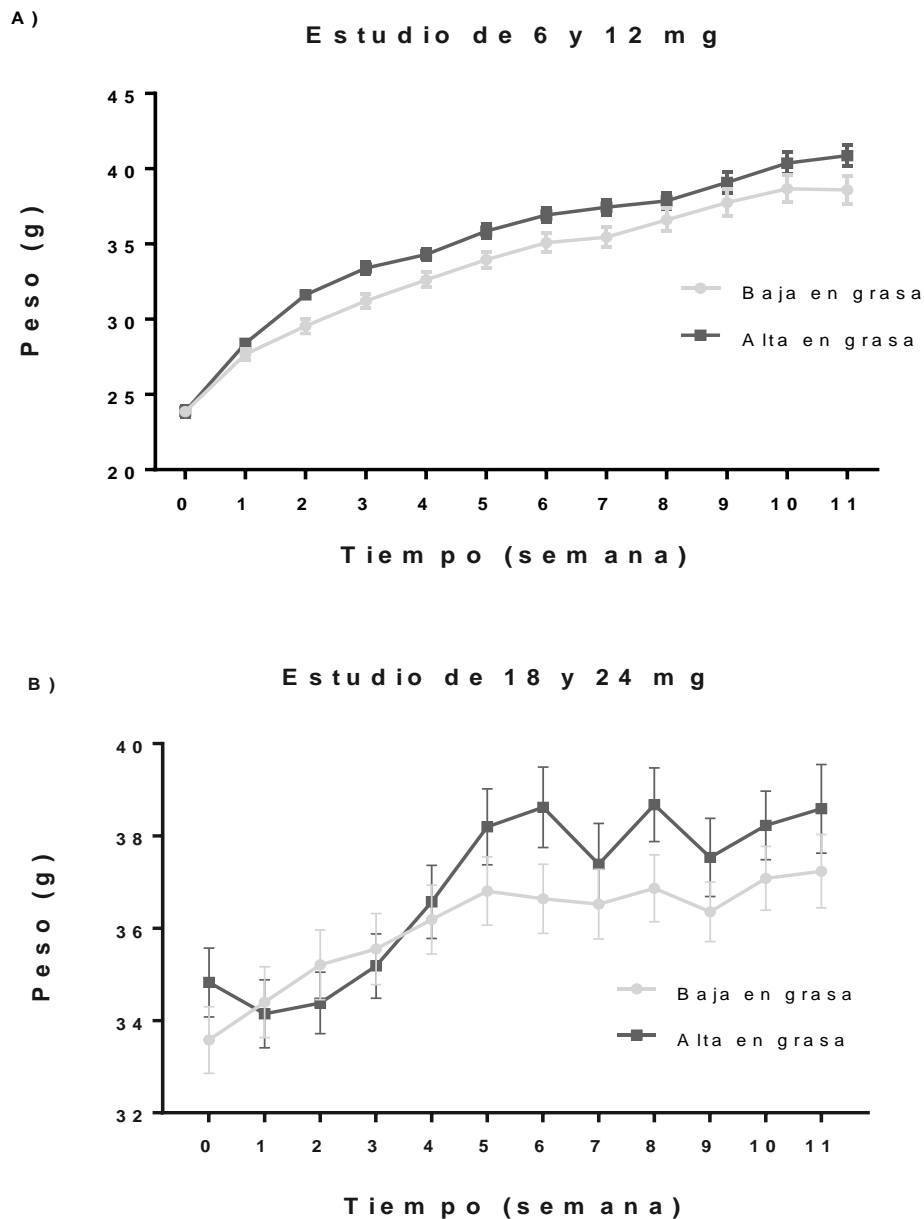 A)
Estudio de 6 y 12 mg
45
40
35
30
25
20
Peso (g)
Baja en grasa
Alta en grasa
0 1 2 3 4 5 6 7 8 9 10 11
Tiempo (semana)
B)
Estudio de 18 y 24 mg
40
38
36
34
32
Peso (g)
Baja en grasa
Alta en grasa
0 1 2 3 4 5 6 7 8 9 10 11
Tiempo (semana)